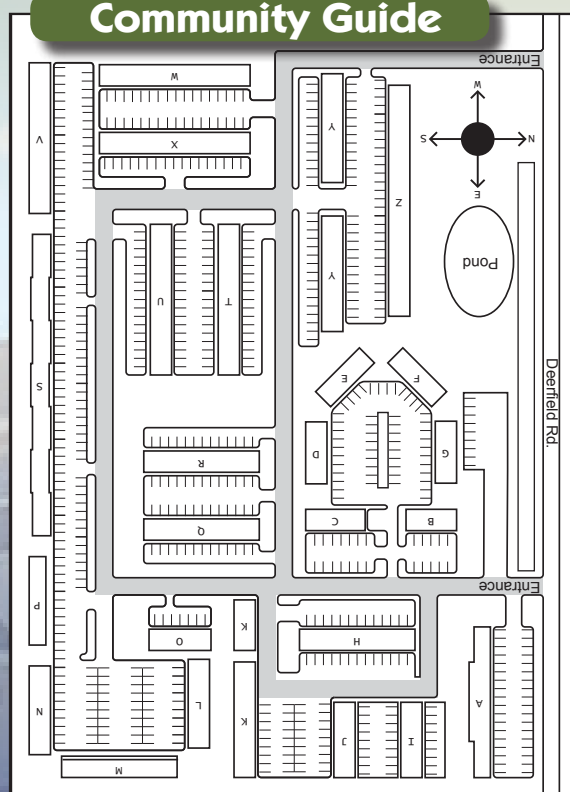 Community Guide
Entrance
W
W
V
X
Y
S N
Z
E
Pond
U
T
Y
E
F
Deerfield Rd.
S
R
D
G
Q
C
B
Entrance
P
K
O
H
N
L
K
A
J
I
M